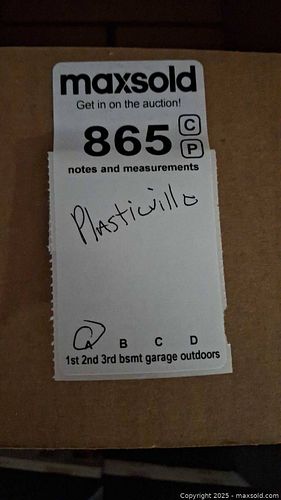 maxsold
Get in on the auction!
865 C
P
notes and measurements
Plasticville
A B C D
1st 2nd 3rd bsmt garage outdoors
Copyright © 2025 - maxsold.com